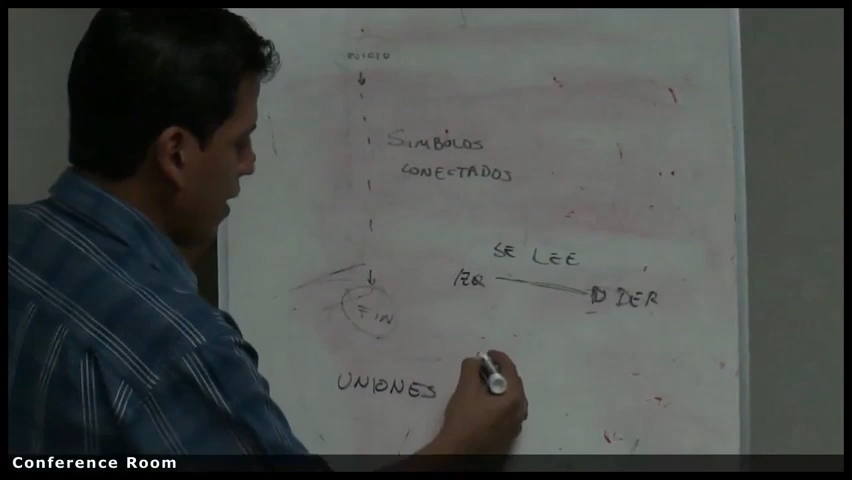 INICIO
SIMBOLOS
CONECTADOS
SE LEE
IZQ DER
FIN
UNIONES
Conference Room